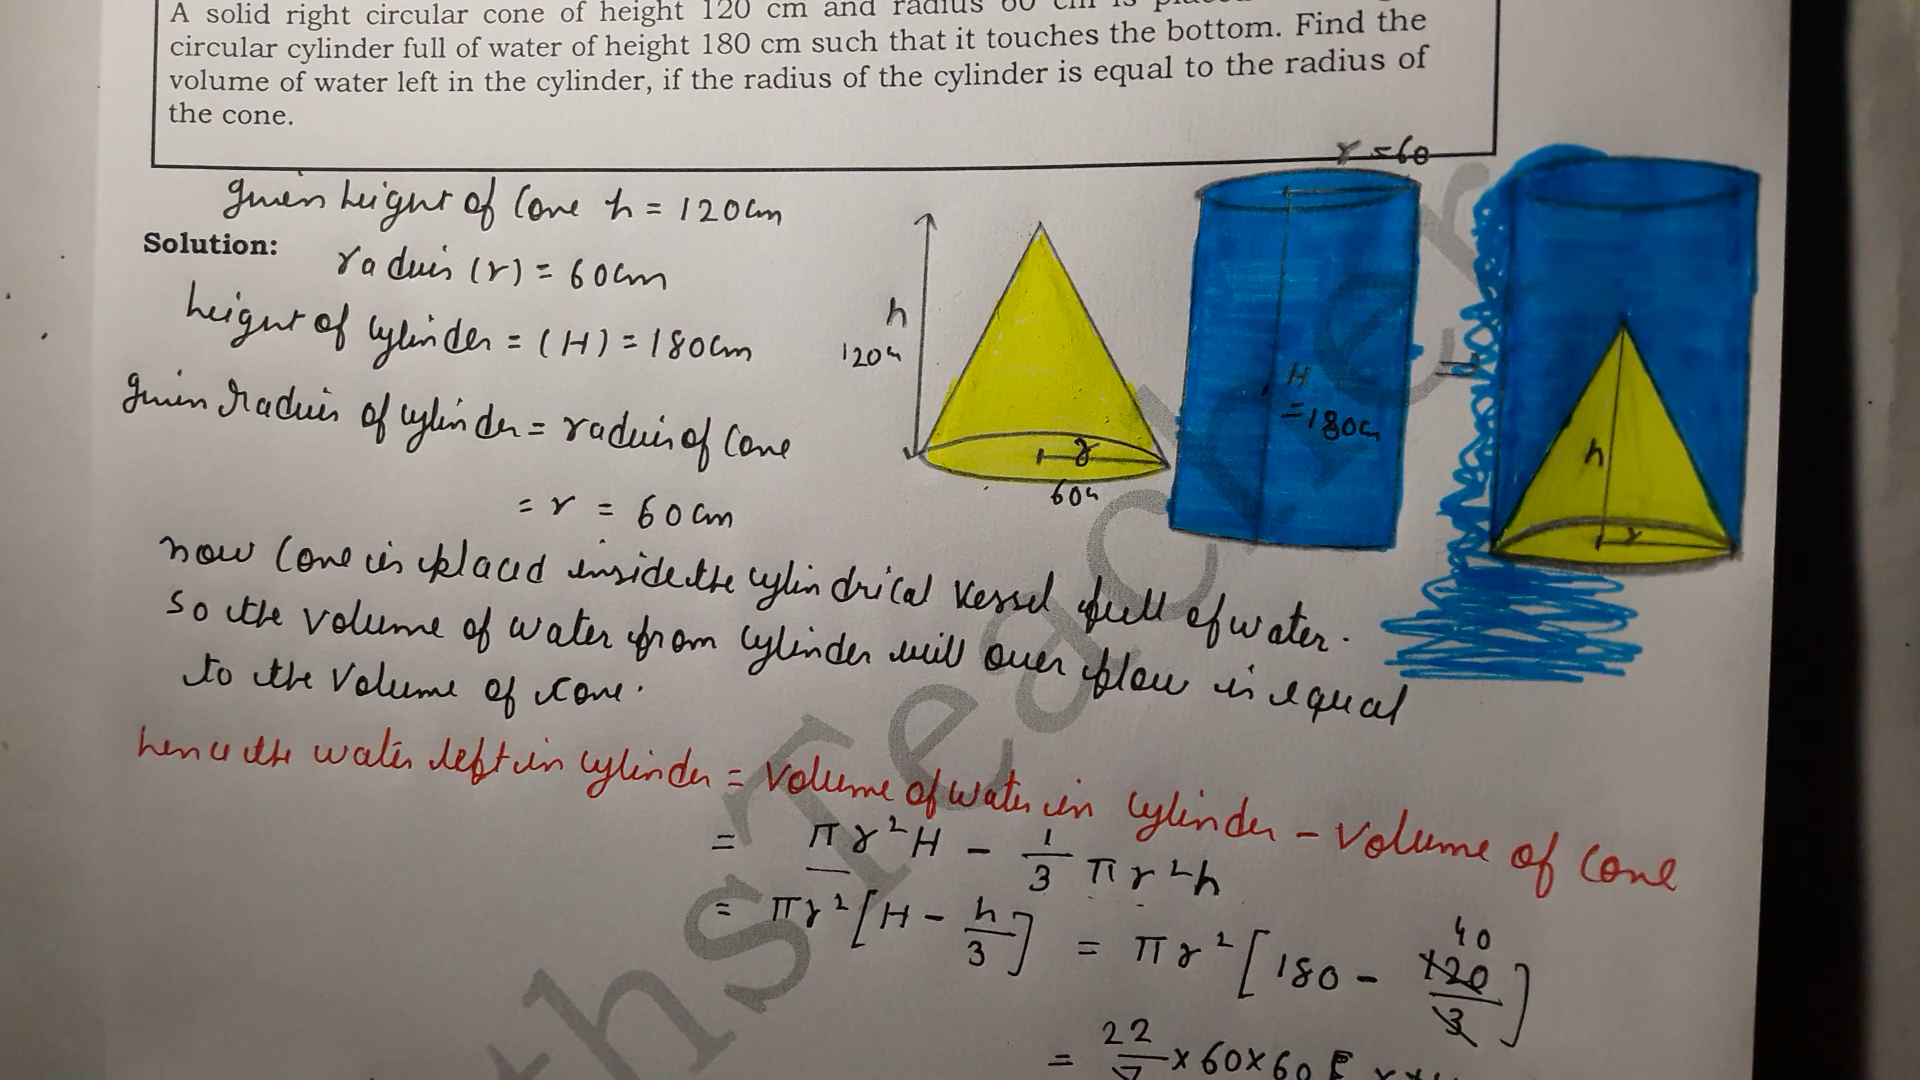 A solid right circular cone of height 120 cm and radius 60 cm is
circular cylinder full of water of height 180 cm such that it touches the bottom. Find the
volume of water left in the cylinder, if the radius of the cylinder is equal to the radius of
the cone.
r = 60
given height of cone h = 120cm
Solution:
radius (r) = 60cm
height of cylinder = (H) = 180cm
given radius of cylinder = radius of cone
= r = 60cm
h
120cm
r
60cm
H
= 180cm
h
r
now cone is placed inside the cylindrical vessel full of water.
so the volume of water from cylinder will over flow is equal
to the volume of cone.
hence the water left in cylinder = volume of water in cylinder - volume of cone
= πr²H - 1/3 πr²h
= πr²[H - h/3] = πr²[180 - 120/3]
40
= 22/7 × 60 × 60 [
thsTeacher